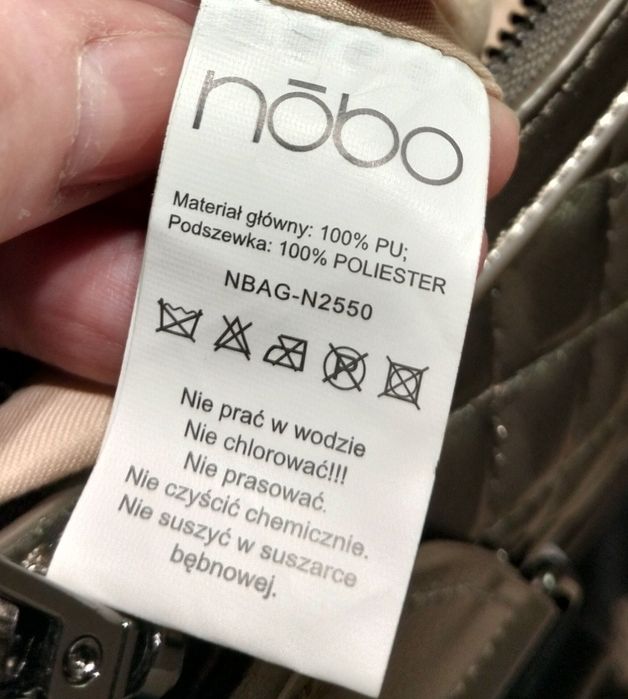 nōbo
Materiał główny: 100% PU;
Podszewka: 100% POLIESTER
NBAG-N2550
P
Nie prać w wodzie
Nie chlorować!!!
Nie prasować.
Nie czyścić chemicznie.
Nie suszyć w suszarce
bębnowej.